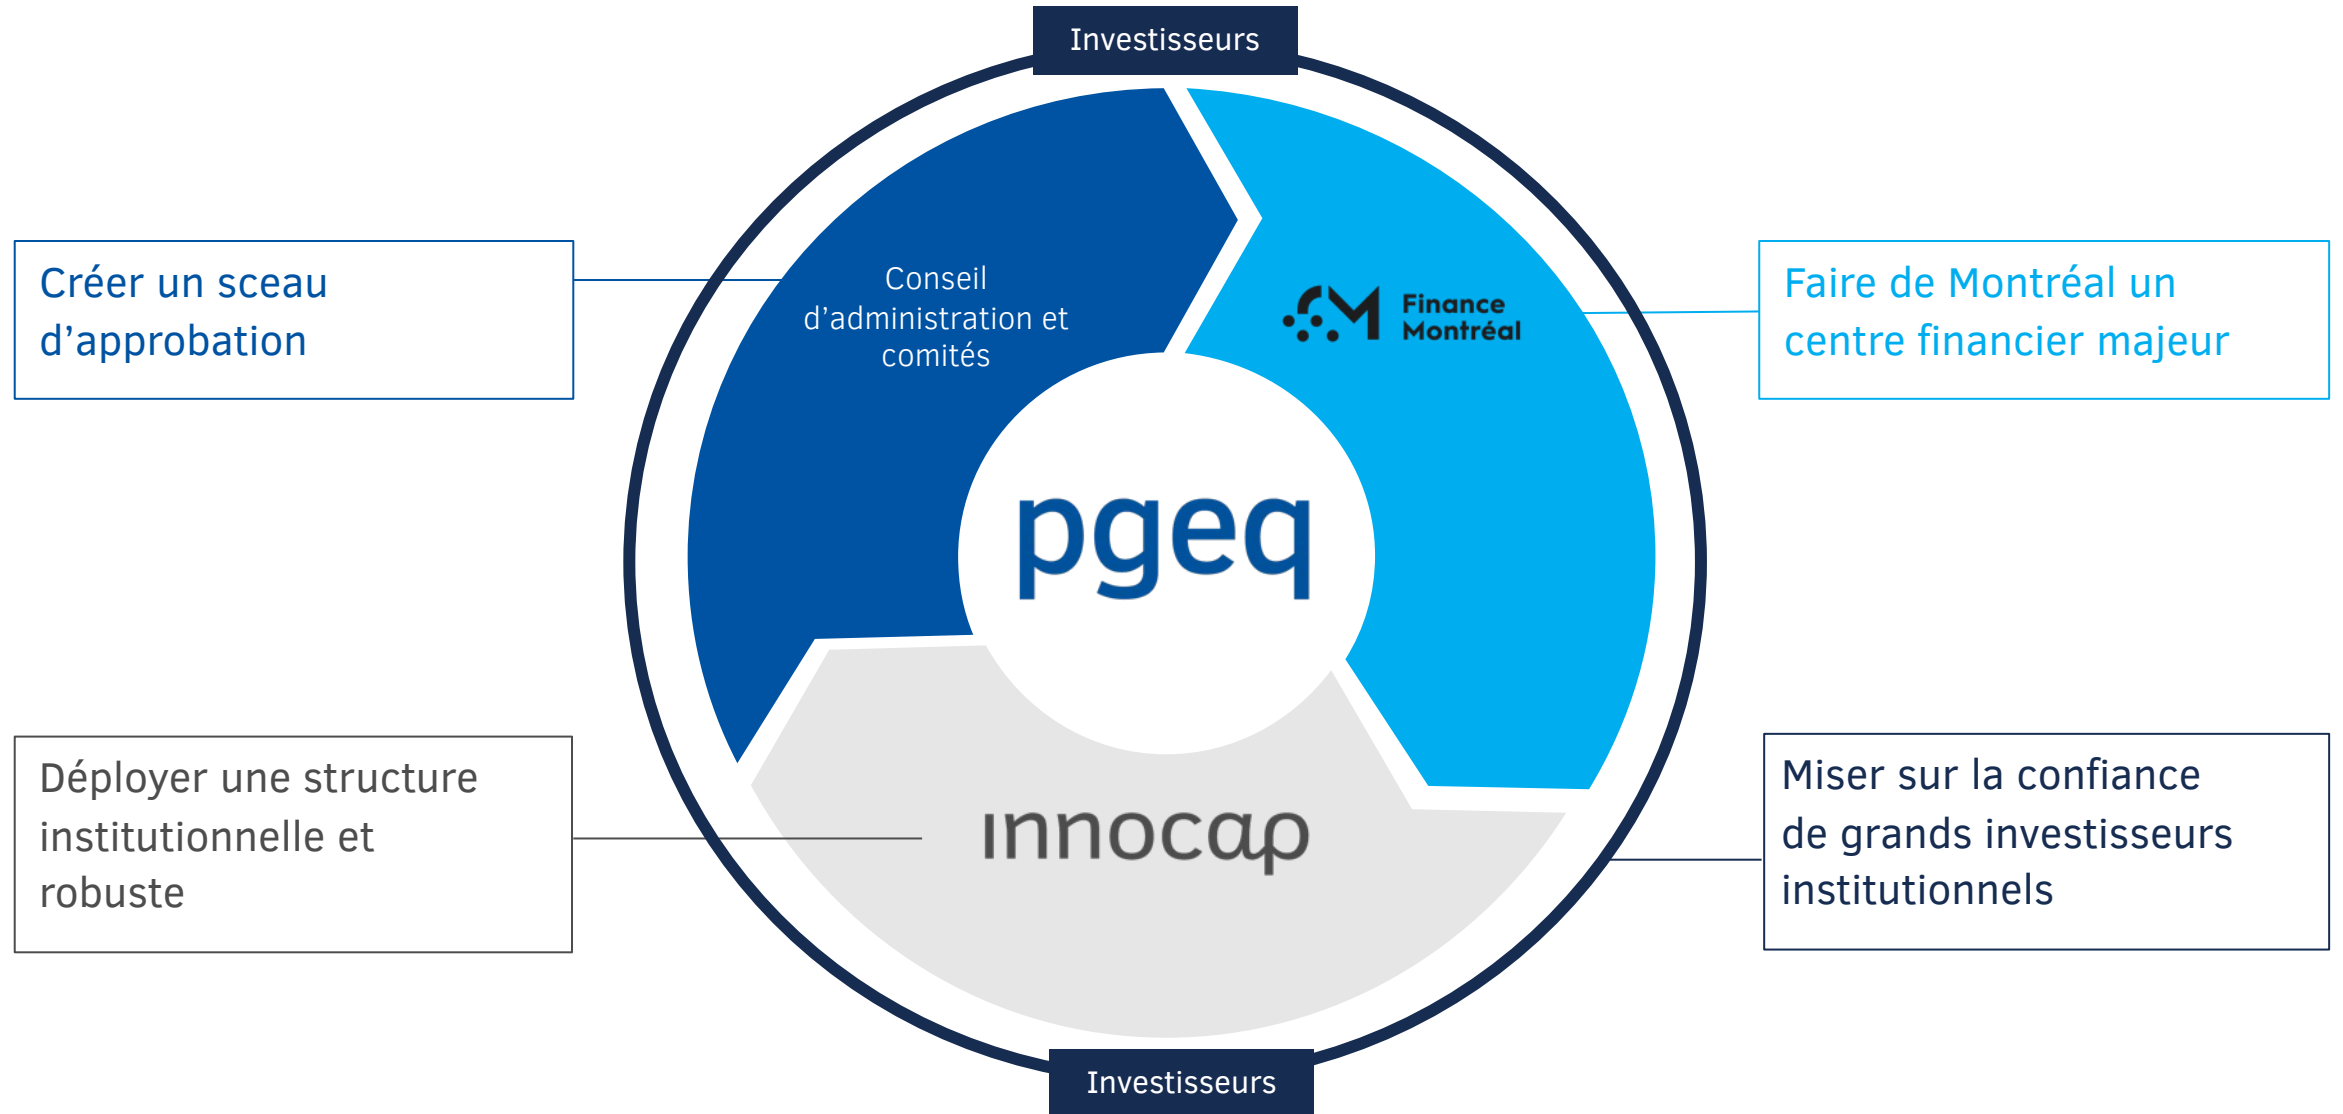 Investisseurs
Créer un sceau
d’approbation
Conseil
d’administration et
comités
Finance
Montréal
Faire de Montréal un
centre financier majeur
pgeq
Déployer une structure
institutionnelle et
robuste
innocap
Miser sur la confiance
de grands investisseurs
institutionnels
Investisseurs